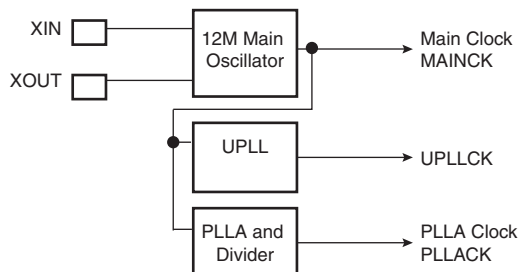 XIN
12M Main
Oscillator
Main Clock
MAINCK
XOUT
UPLL
UPLLCK
PLLA and
Divider
PLLA Clock
PLLACK